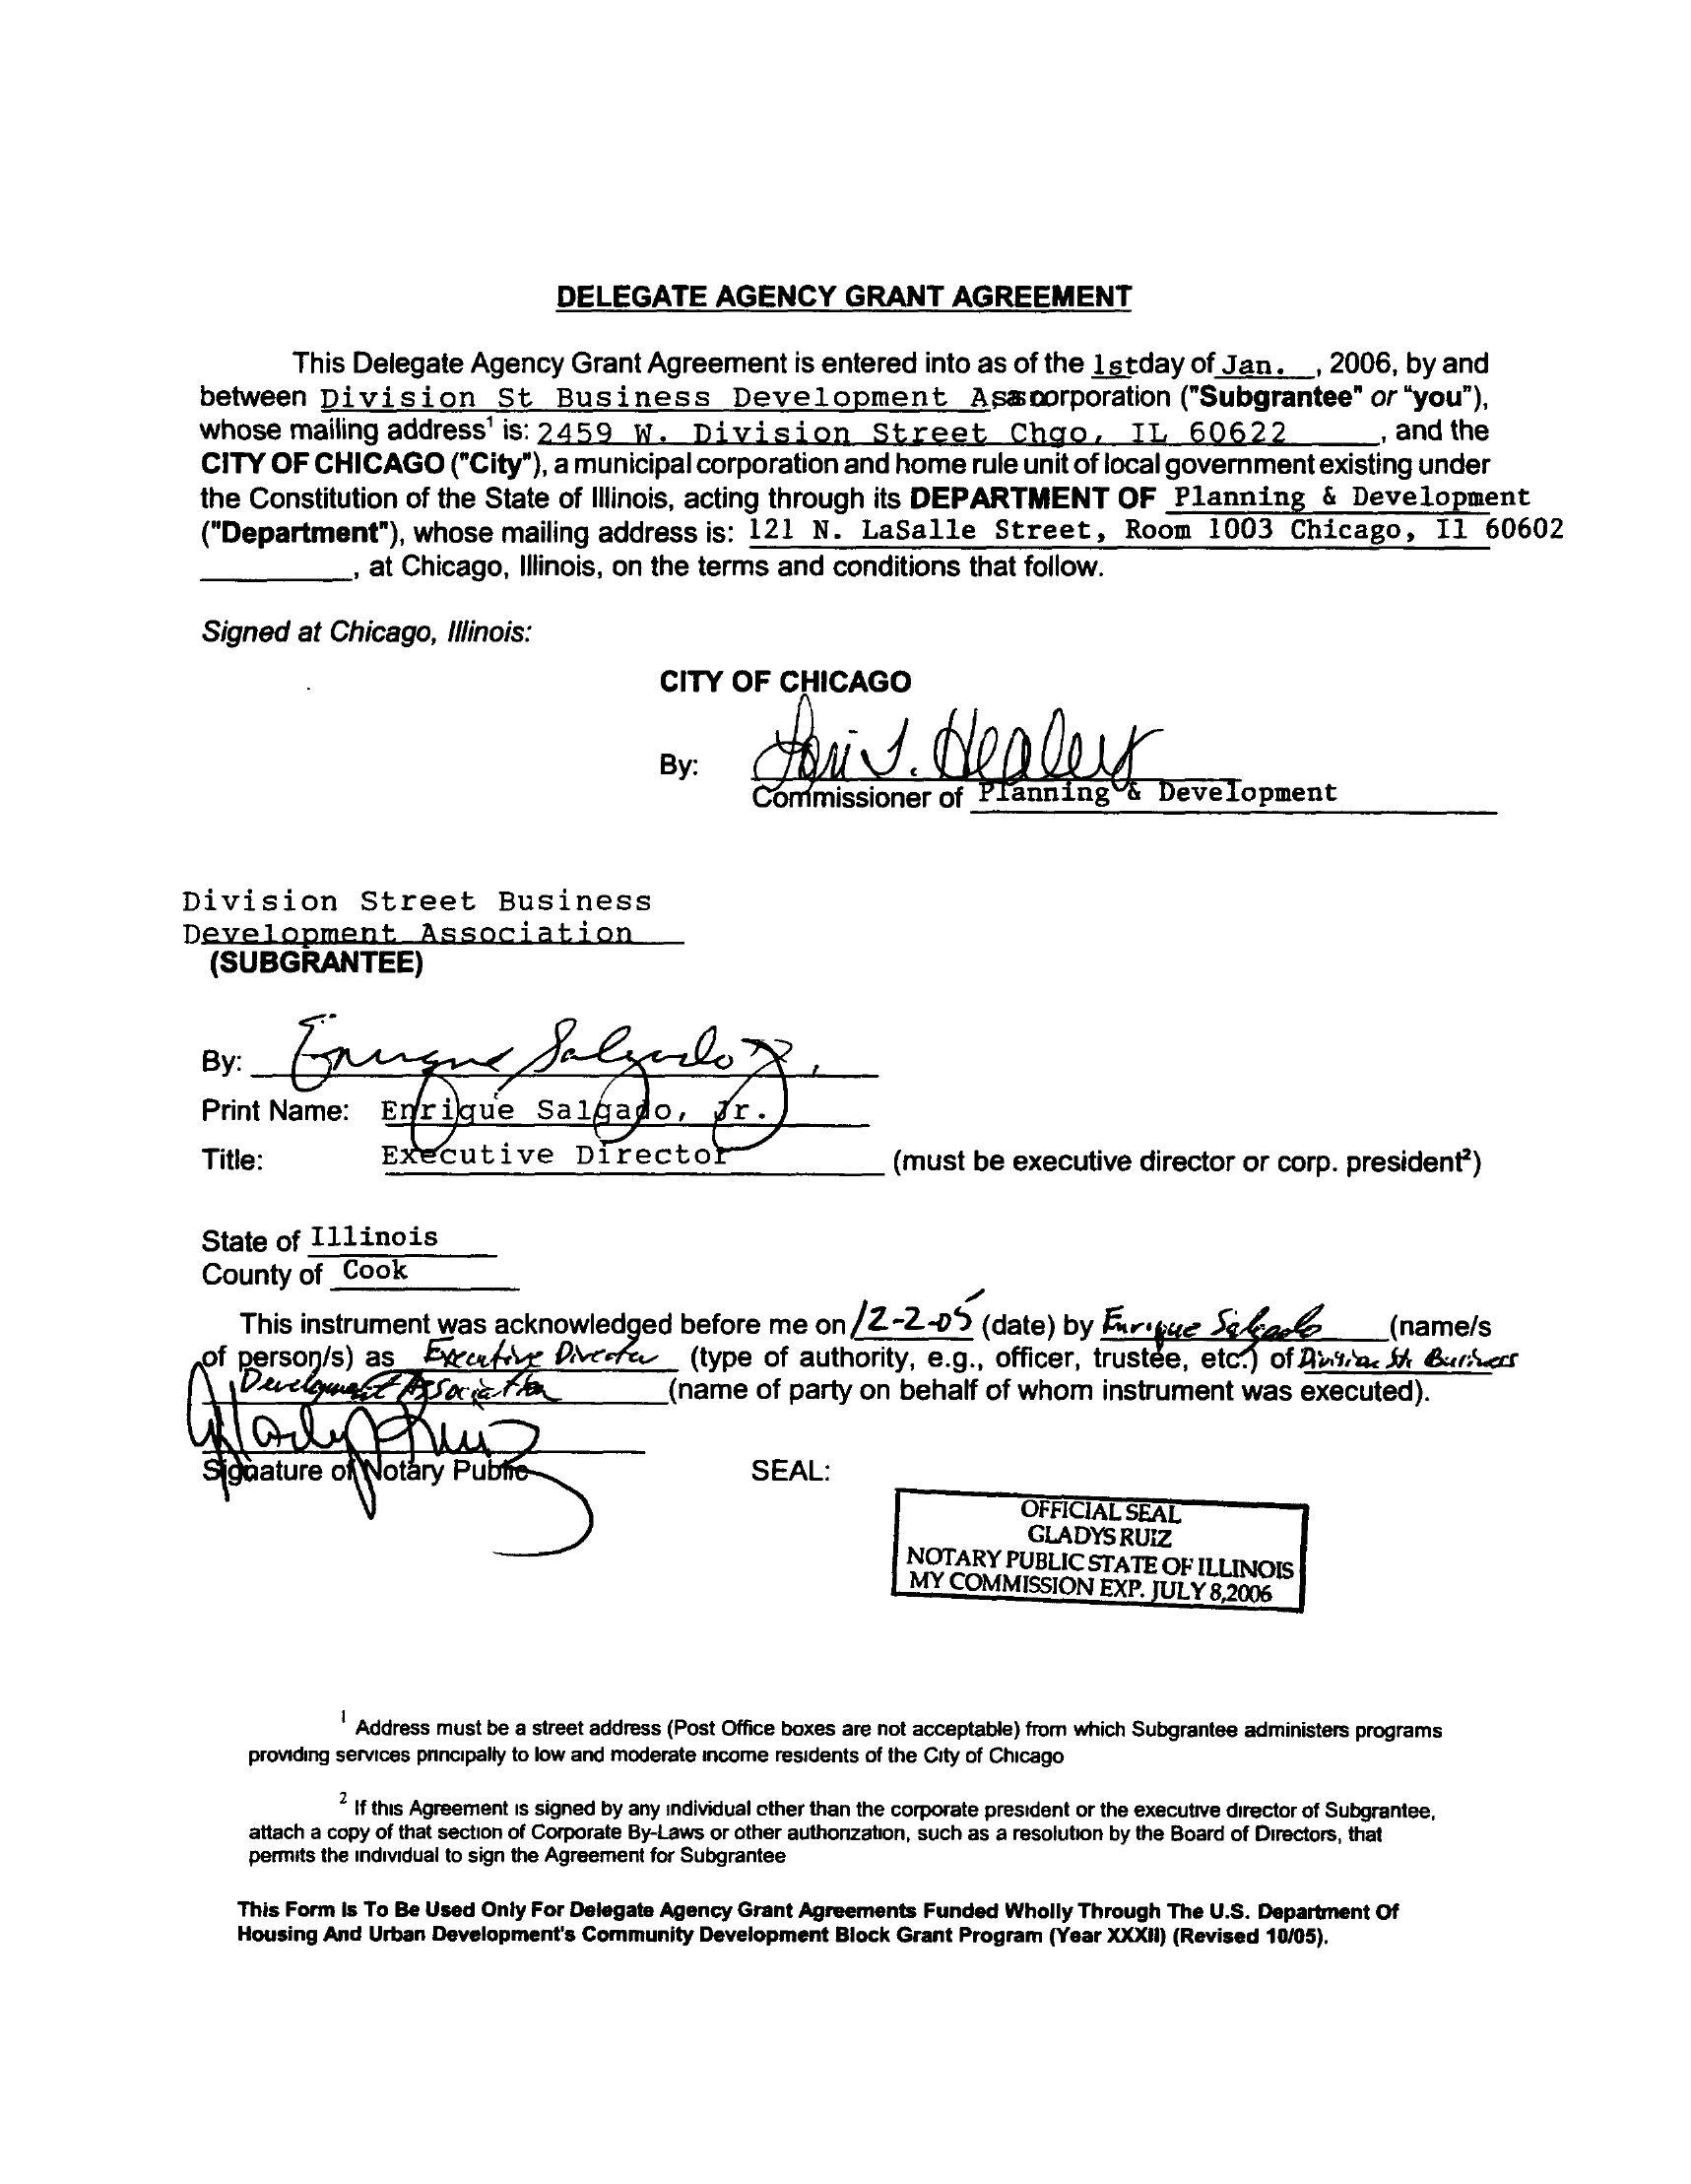 DELEGATE AGENCY GRANT AGREEMENT
This Delegate Agency Grant Agreement is entered into as of the 1stday of Jan. , 2006, by and
between Division St Business Development Assa corporation ("Subgrantee" or "you"),
whose mailing address¹ is: 2459 W. Division Street Chgo, IL 60622 , and the
CITY OF CHICAGO ("City"), a municipal corporation and home rule unit of local government existing under
the Constitution of the State of Illinois, acting through its DEPARTMENT OF Planning & Development
("Department"), whose mailing address is: 121 N. LaSalle Street, Room 1003 Chicago, Il 60602
, at Chicago, Illinois, on the terms and conditions that follow.
Signed at Chicago, Illinois:
CITY OF CHICAGO
By: Lori T. Healey
Commissioner of Planning & Development
Division Street Business
Development Association
(SUBGRANTEE)
By: Enrique Salgado Jr.
Print Name: Enrique Salgado, Jr.
Title: Executive Director (must be executive director or corp. president²)
State of Illinois
County of Cook
This instrument was acknowledged before me on 12-2-05 (date) by Enrique Salgado (name/s
of person/s) as Executive Director (type of authority, e.g., officer, trustee, etc.) of Division St. Business
Development Association (name of party on behalf of whom instrument was executed).
Gladys Ruiz
Signature of Notary Public SEAL:
OFFICIAL SEAL
GLADYS RUIZ
NOTARY PUBLIC STATE OF ILLINOIS
MY COMMISSION EXP. JULY 8,2006
¹ Address must be a street address (Post Office boxes are not acceptable) from which Subgrantee administers programs
providing services principally to low and moderate income residents of the City of Chicago
² If this Agreement is signed by any individual other than the corporate president or the executive director of Subgrantee,
attach a copy of that section of Corporate By-Laws or other authorization, such as a resolution by the Board of Directors, that
permits the individual to sign the Agreement for Subgrantee
This Form Is To Be Used Only For Delegate Agency Grant Agreements Funded Wholly Through The U.S. Department Of
Housing And Urban Development's Community Development Block Grant Program (Year XXXII) (Revised 10/05).